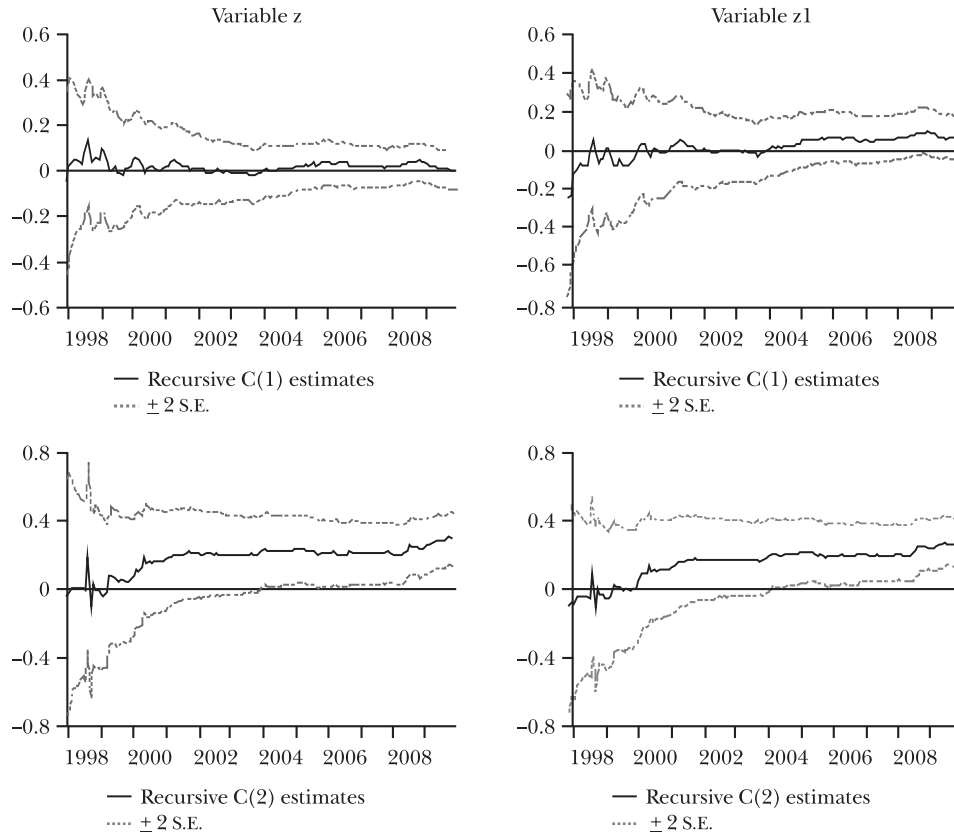 Variable z
0.6
0.4
0.2
0
–0.2
–0.4
–0.6
1998 2000 2002 2004 2006 2008
Recursive C(1) estimates
± 2 S.E.
Variable z1
0.6
0.4
0.2
0
–0.2
–0.4
–0.6
–0.8
1998 2000 2002 2004 2006 2008
Recursive C(1) estimates
± 2 S.E.
0.8
0.4
0
–0.4
–0.8
1998 2000 2002 2004 2006 2008
Recursive C(2) estimates
± 2 S.E.
0.8
0.4
0
–0.4
–0.8
1998 2000 2002 2004 2006 2008
Recursive C(2) estimates
± 2 S.E.